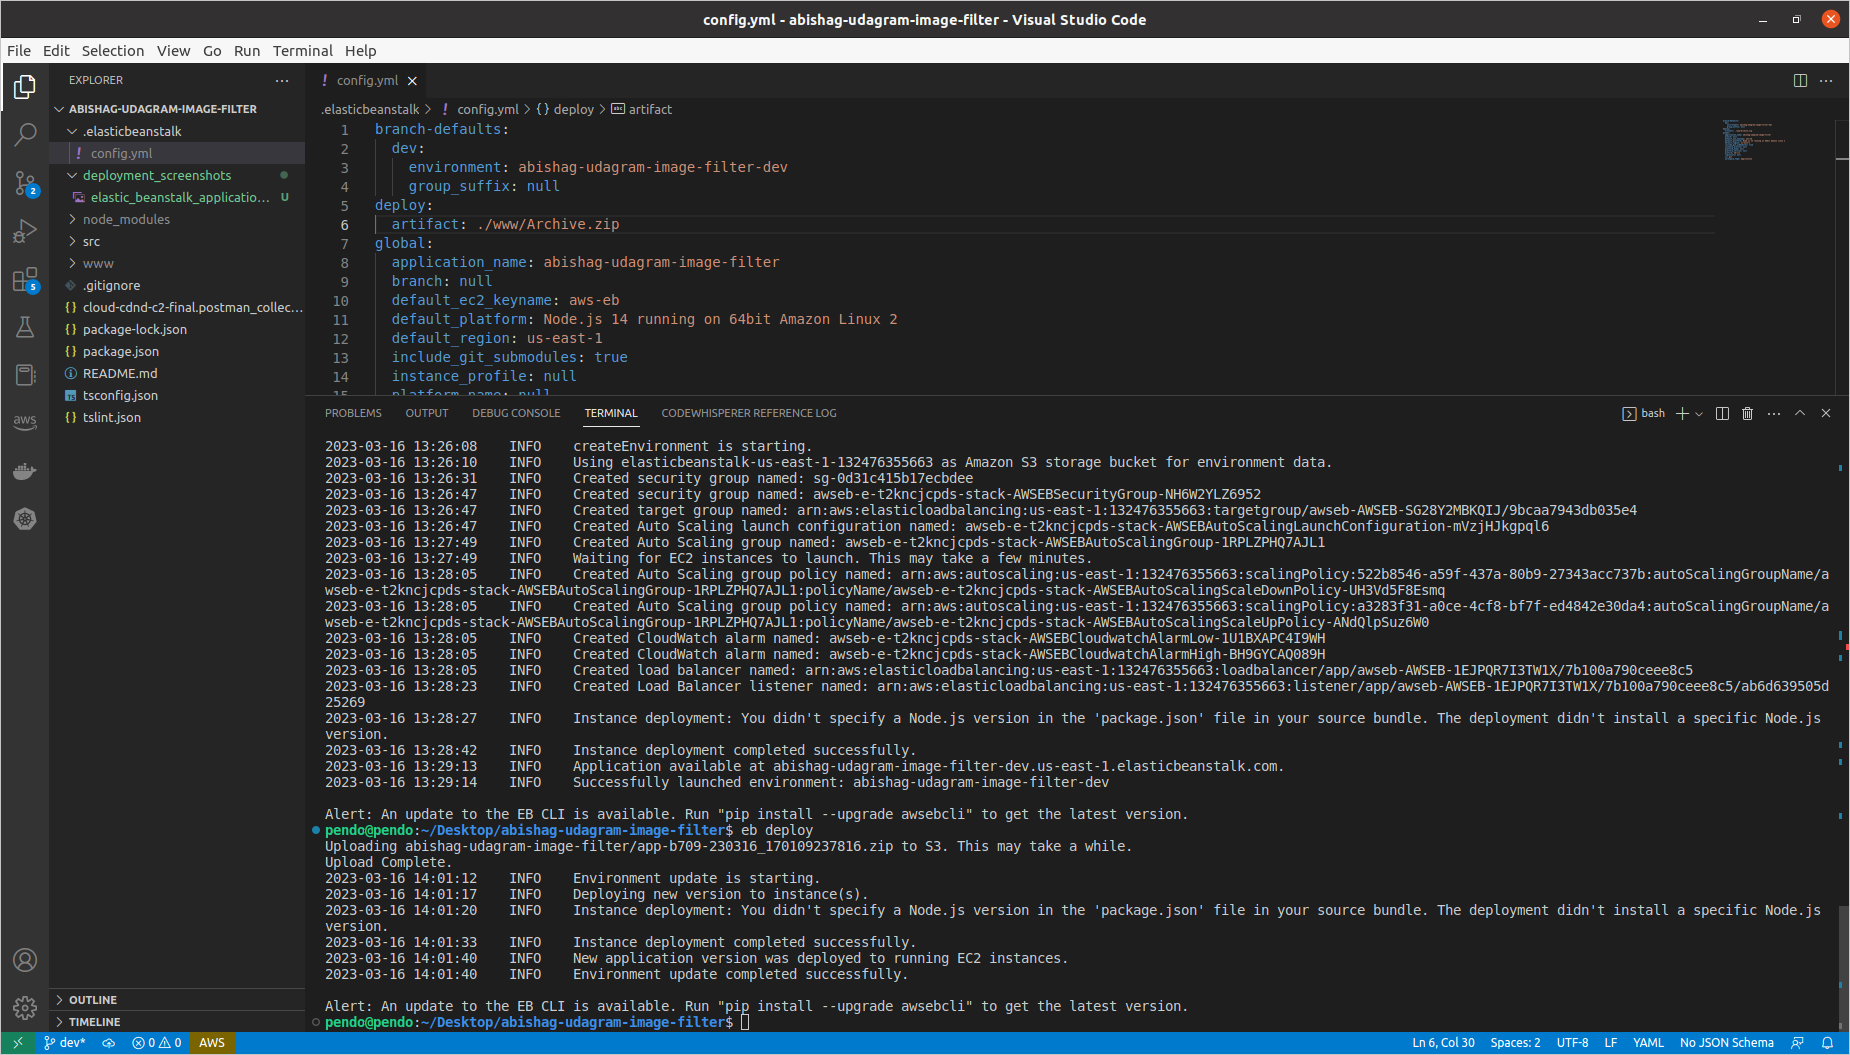 config.yml - abishag-udagram-image-filter - Visual Studio Code
File Edit Selection View Go Run Terminal Help
EXPLORER
ABISHAG-UDAGRAM-IMAGE-FILTER
.elasticbeanstalk
! config.yml
deployment_screenshots
elastic_beanstalk_applicatio... U
node_modules
src
www
.gitignore
{} cloud-cdnd-c2-final.postman_collec...
{} package-lock.json
{} package.json
README.md
TS tsconfig.json
{} tslint.json
OUTLINE
TIMELINE
2
5
aws
! config.yml
.elasticbeanstalk > ! config.yml > {} deploy > abc artifact
1 branch-defaults:
2 dev:
3 environment: abishag-udagram-image-filter-dev
4 group_suffix: null
5 deploy:
6 artifact: ./www/Archive.zip
7 global:
8 application_name: abishag-udagram-image-filter
9 branch: null
10 default_ec2_keyname: aws-eb
11 default_platform: Node.js 14 running on 64bit Amazon Linux 2
12 default_region: us-east-1
13 include_git_submodules: true
14 instance_profile: null
15 platform_name: null
PROBLEMS OUTPUT DEBUG CONSOLE TERMINAL CODEWHISPERER REFERENCE LOG bash
2023-03-16 13:26:08 INFO createEnvironment is starting.
2023-03-16 13:26:10 INFO Using elasticbeanstalk-us-east-1-132476355663 as Amazon S3 storage bucket for environment data.
2023-03-16 13:26:31 INFO Created security group named: sg-0d31c415b17ecbdee
2023-03-16 13:26:47 INFO Created security group named: awseb-e-t2kncjcpds-stack-AWSEBSecurityGroup-NH6W2YLZ6952
2023-03-16 13:26:47 INFO Created target group named: arn:aws:elasticloadbalancing:us-east-1:132476355663:targetgroup/awseb-AWSEB-SG28Y2MBKQIJ/9bcaa7943db035e4
2023-03-16 13:26:47 INFO Created Auto Scaling launch configuration named: awseb-e-t2kncjcpds-stack-AWSEBAutoScalingLaunchConfiguration-mVzjHJkgpql6
2023-03-16 13:27:49 INFO Created Auto Scaling group named: awseb-e-t2kncjcpds-stack-AWSEBAutoScalingGroup-1RPLZPHQ7AJL1
2023-03-16 13:27:49 INFO Waiting for EC2 instances to launch. This may take a few minutes.
2023-03-16 13:28:05 INFO Created Auto Scaling group policy named: arn:aws:autoscaling:us-east-1:132476355663:scalingPolicy:522b8546-a59f-437a-80b9-27343acc737b:autoScalingGroupName/a
wseb-e-t2kncjcpds-stack-AWSEBAutoScalingGroup-1RPLZPHQ7AJL1:policyName/awseb-e-t2kncjcpds-stack-AWSEBAutoScalingScaleDownPolicy-UH3Vd5F8Esmq
2023-03-16 13:28:05 INFO Created Auto Scaling group policy named: arn:aws:autoscaling:us-east-1:132476355663:scalingPolicy:a3283f31-a0ce-4cf8-bf7f-ed4842e30da4:autoScalingGroupName/a
wseb-e-t2kncjcpds-stack-AWSEBAutoScalingGroup-1RPLZPHQ7AJL1:policyName/awseb-e-t2kncjcpds-stack-AWSEBAutoScalingScaleUpPolicy-ANdQlpSuz6W0
2023-03-16 13:28:05 INFO Created CloudWatch alarm named: awseb-e-t2kncjcpds-stack-AWSEBCloudwatchAlarmLow-1U1BXAPC4I9WH
2023-03-16 13:28:05 INFO Created CloudWatch alarm named: awseb-e-t2kncjcpds-stack-AWSEBCloudwatchAlarmHigh-BH9GYCAQ089H
2023-03-16 13:28:05 INFO Created load balancer named: arn:aws:elasticloadbalancing:us-east-1:132476355663:loadbalancer/app/awseb-AWSEB-1EJPQR7I3TW1X/7b100a790ceee8c5
2023-03-16 13:28:23 INFO Created Load Balancer listener named: arn:aws:elasticloadbalancing:us-east-1:132476355663:listener/app/awseb-AWSEB-1EJPQR7I3TW1X/7b100a790ceee8c5/ab6d639505d
25269
2023-03-16 13:28:27 INFO Instance deployment: You didn't specify a Node.js version in the 'package.json' file in your source bundle. The deployment didn't install a specific Node.js
version.
2023-03-16 13:28:42 INFO Instance deployment completed successfully.
2023-03-16 13:29:13 INFO Application available at abishag-udagram-image-filter-dev.us-east-1.elasticbeanstalk.com.
2023-03-16 13:29:14 INFO Successfully launched environment: abishag-udagram-image-filter-dev
Alert: An update to the EB CLI is available. Run "pip install --upgrade awsebcli" to get the latest version.
pendo@pendo:~/Desktop/abishag-udagram-image-filter$ eb deploy
Uploading abishag-udagram-image-filter/app-b709-230316_170109237816.zip to S3. This may take a while.
Upload Complete.
2023-03-16 14:01:12 INFO Environment update is starting.
2023-03-16 14:01:17 INFO Deploying new version to instance(s).
2023-03-16 14:01:20 INFO Instance deployment: You didn't specify a Node.js version in the 'package.json' file in your source bundle. The deployment didn't install a specific Node.js
version.
2023-03-16 14:01:33 INFO Instance deployment completed successfully.
2023-03-16 14:01:40 INFO New application version was deployed to running EC2 instances.
2023-03-16 14:01:40 INFO Environment update completed successfully.
Alert: An update to the EB CLI is available. Run "pip install --upgrade awsebcli" to get the latest version.
pendo@pendo:~/Desktop/abishag-udagram-image-filter$
dev* 0 0 AWS Ln 6, Col 30 Spaces: 2 UTF-8 LF YAML No JSON Schema